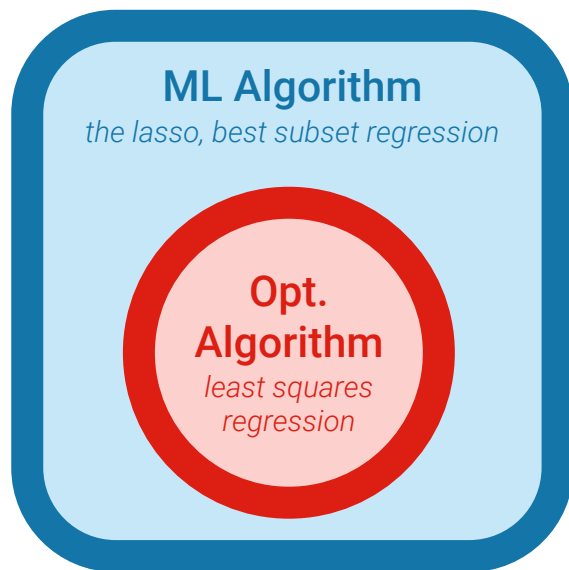 ML Algorithm
the lasso, best subset regression
Opt.
Algorithm
least squares
regression